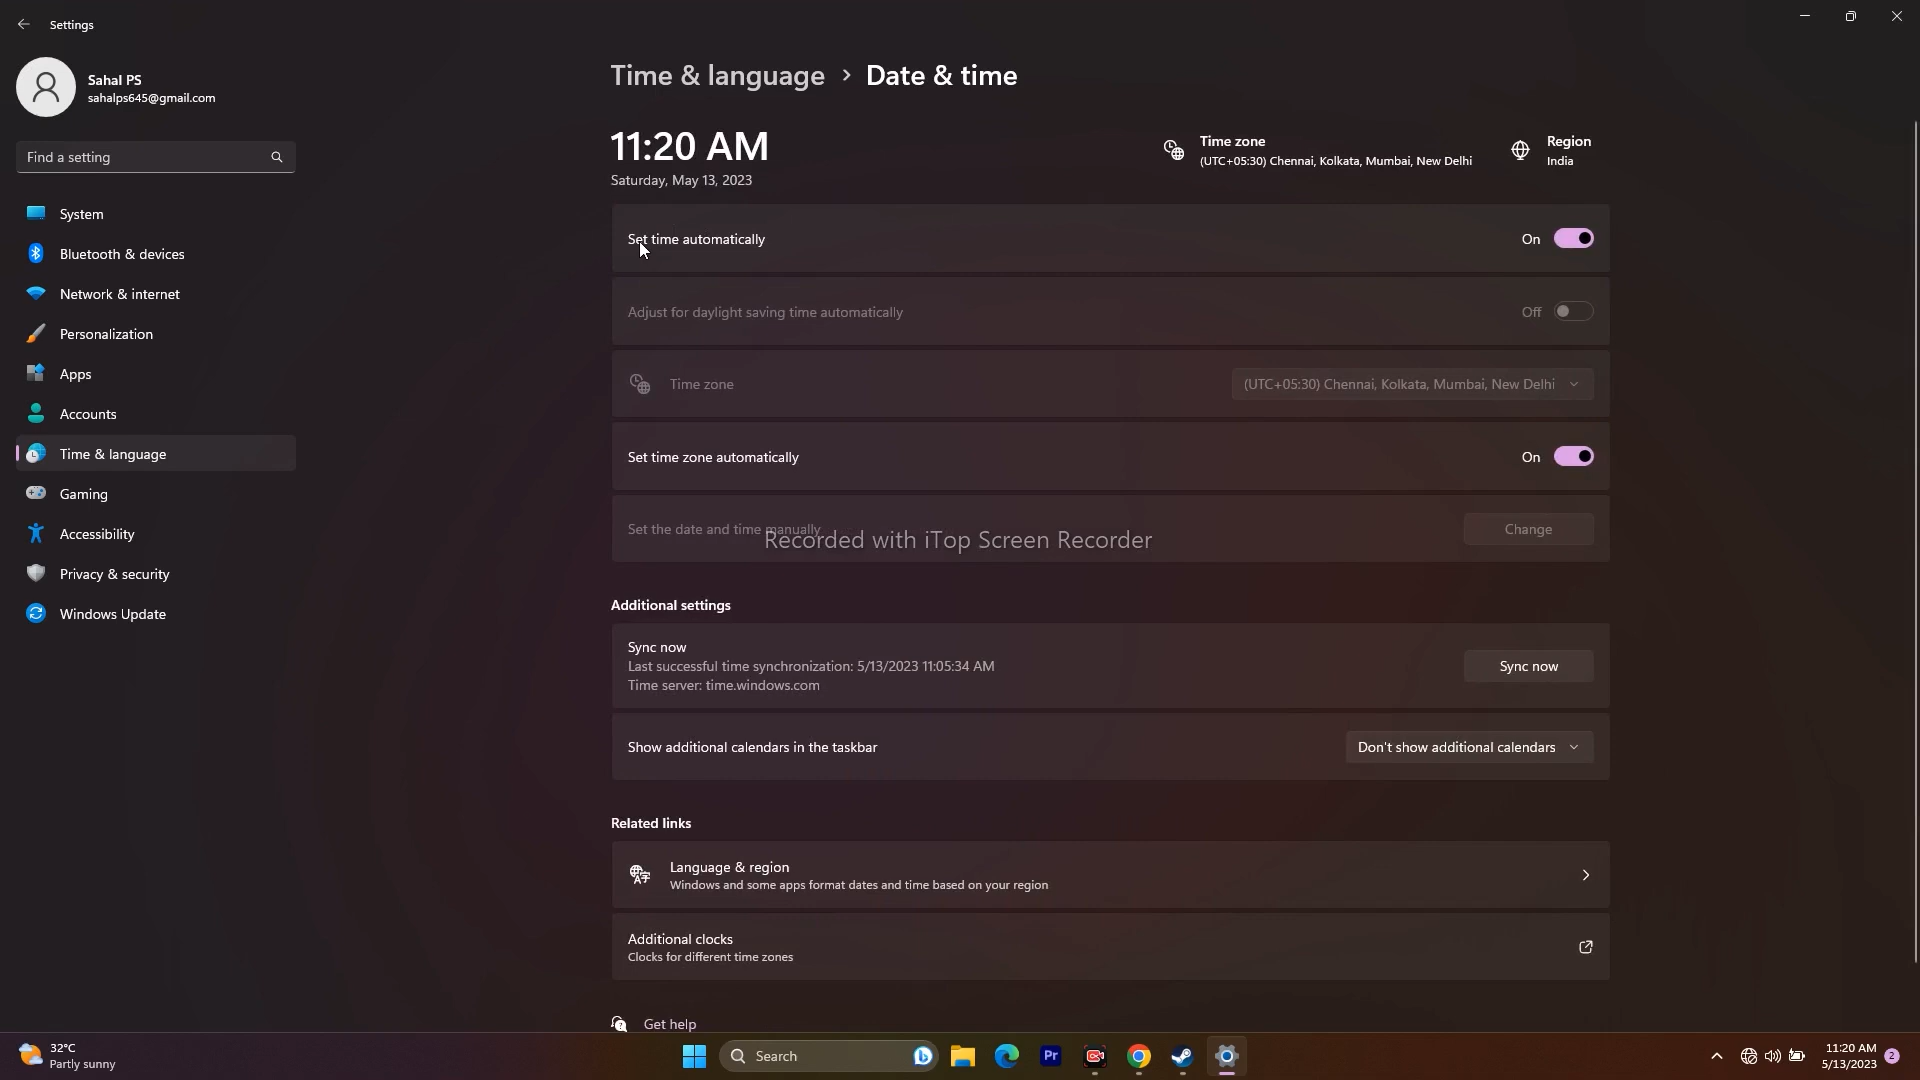 Settings
Sahal PS
sahalps645@gmail.com
Find a setting
System
Bluetooth & devices
Network & internet
Personalization
Apps
Accounts
Time & language
Gaming
Accessibility
Privacy & security
Windows Update
Time & language > Date & time
11:20 AM
Saturday, May 13, 2023
Time zone
(UTC+05:30) Chennai, Kolkata, Mumbai, New Delhi
Region
India
Set time automatically On
Adjust for daylight saving time automatically Off
Time zone (UTC+05:30) Chennai, Kolkata, Mumbai, New Delhi
Set time zone automatically On
Set the date and time manually Change
Recorded with iTop Screen Recorder
Additional settings
Sync now
Last successful time synchronization: 5/13/2023 11:05:34 AM
Time server: time.windows.com
Sync now
Show additional calendars in the taskbar Don't show additional calendars
Related links
Language & region
Windows and some apps format dates and time based on your region
Additional clocks
Clocks for different time zones
Get help
32°C
Partly sunny
Search
Pr
11:20 AM
5/13/2023
2